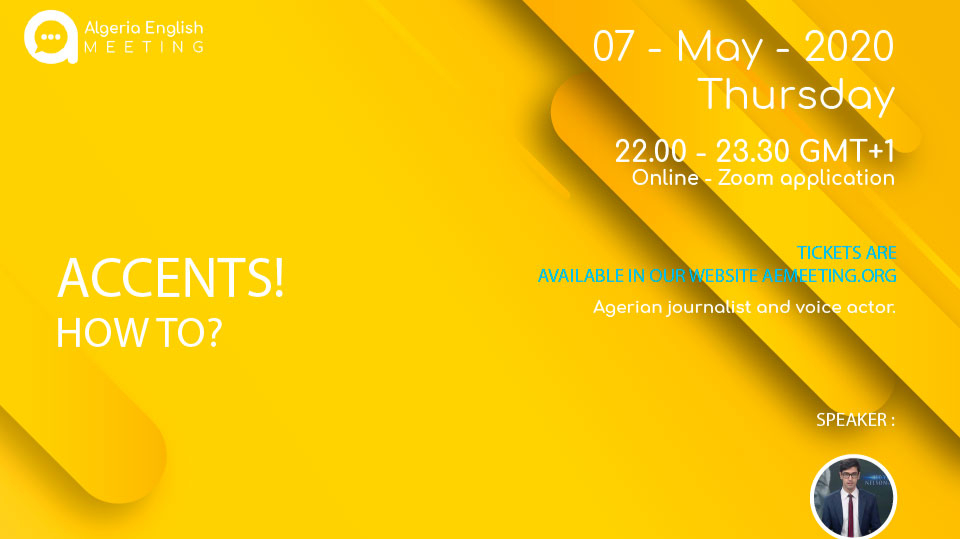 Algeria English
MEETING
07 - May - 2020
Thursday
22.00 - 23.30 GMT+1
Online - Zoom application
TICKETS ARE
AVAILABLE IN OUR WEBSITE AEMEETING.ORG
Agerian journalist and voice actor.
ACCENTS!
HOW TO?
SPEAKER :